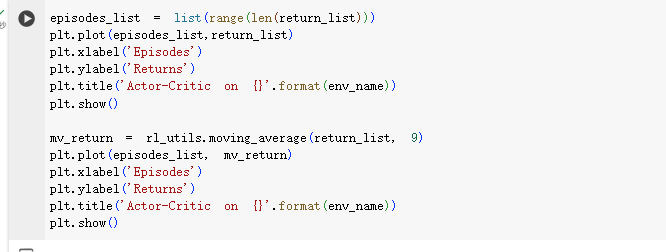 episodes_list = list(range(len(return_list)))
plt.plot(episodes_list,return_list)
plt.xlabel('Episodes')
plt.ylabel('Returns')
plt.title('Actor-Critic on {}'.format(env_name))
plt.show()
mv_return = rl_utils.moving_average(return_list, 9)
plt.plot(episodes_list, mv_return)
plt.xlabel('Episodes')
plt.ylabel('Returns')
plt.title('Actor-Critic on {}'.format(env_name))
plt.show()